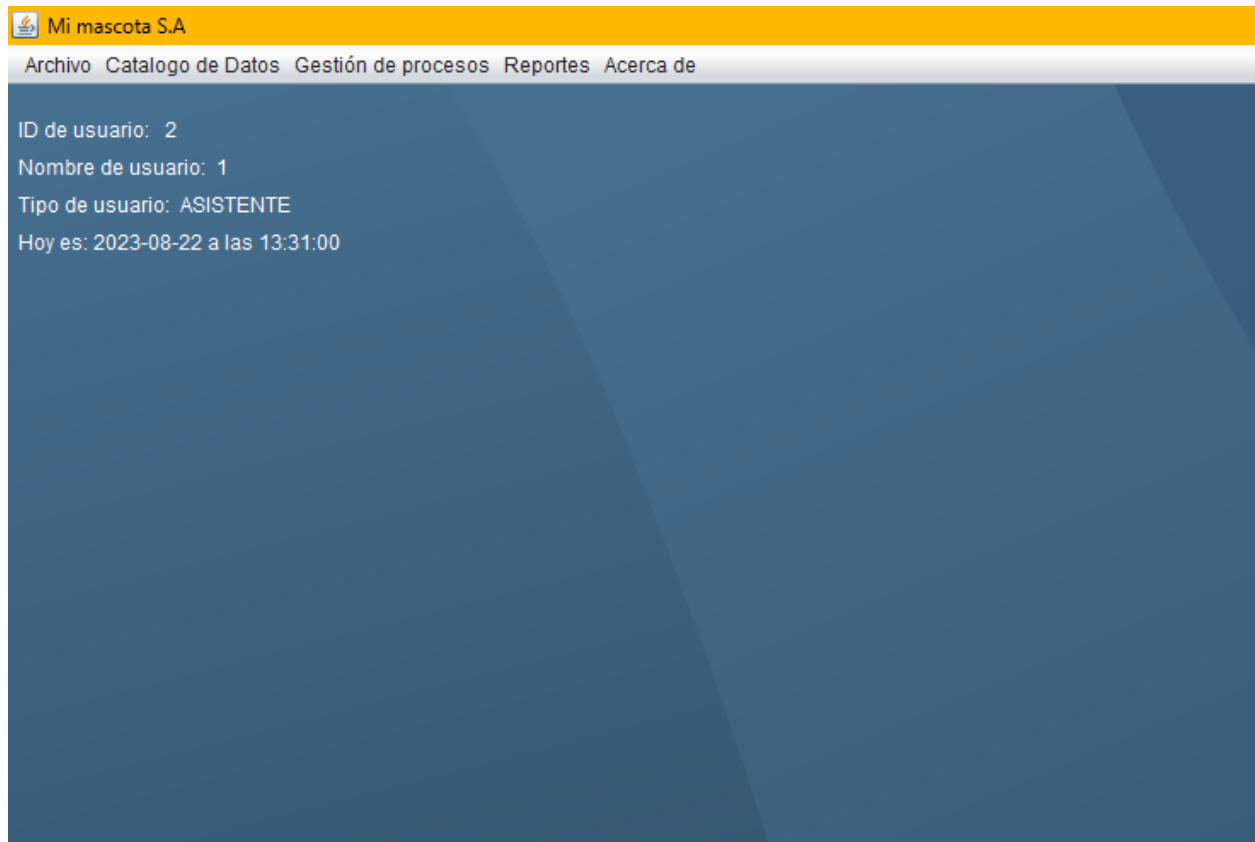 Mi mascota S.A
Archivo Catalogo de Datos Gestión de procesos Reportes Acerca de
ID de usuario: 2
Nombre de usuario: 1
Tipo de usuario: ASISTENTE
Hoy es: 2023-08-22 a las 13:31:00